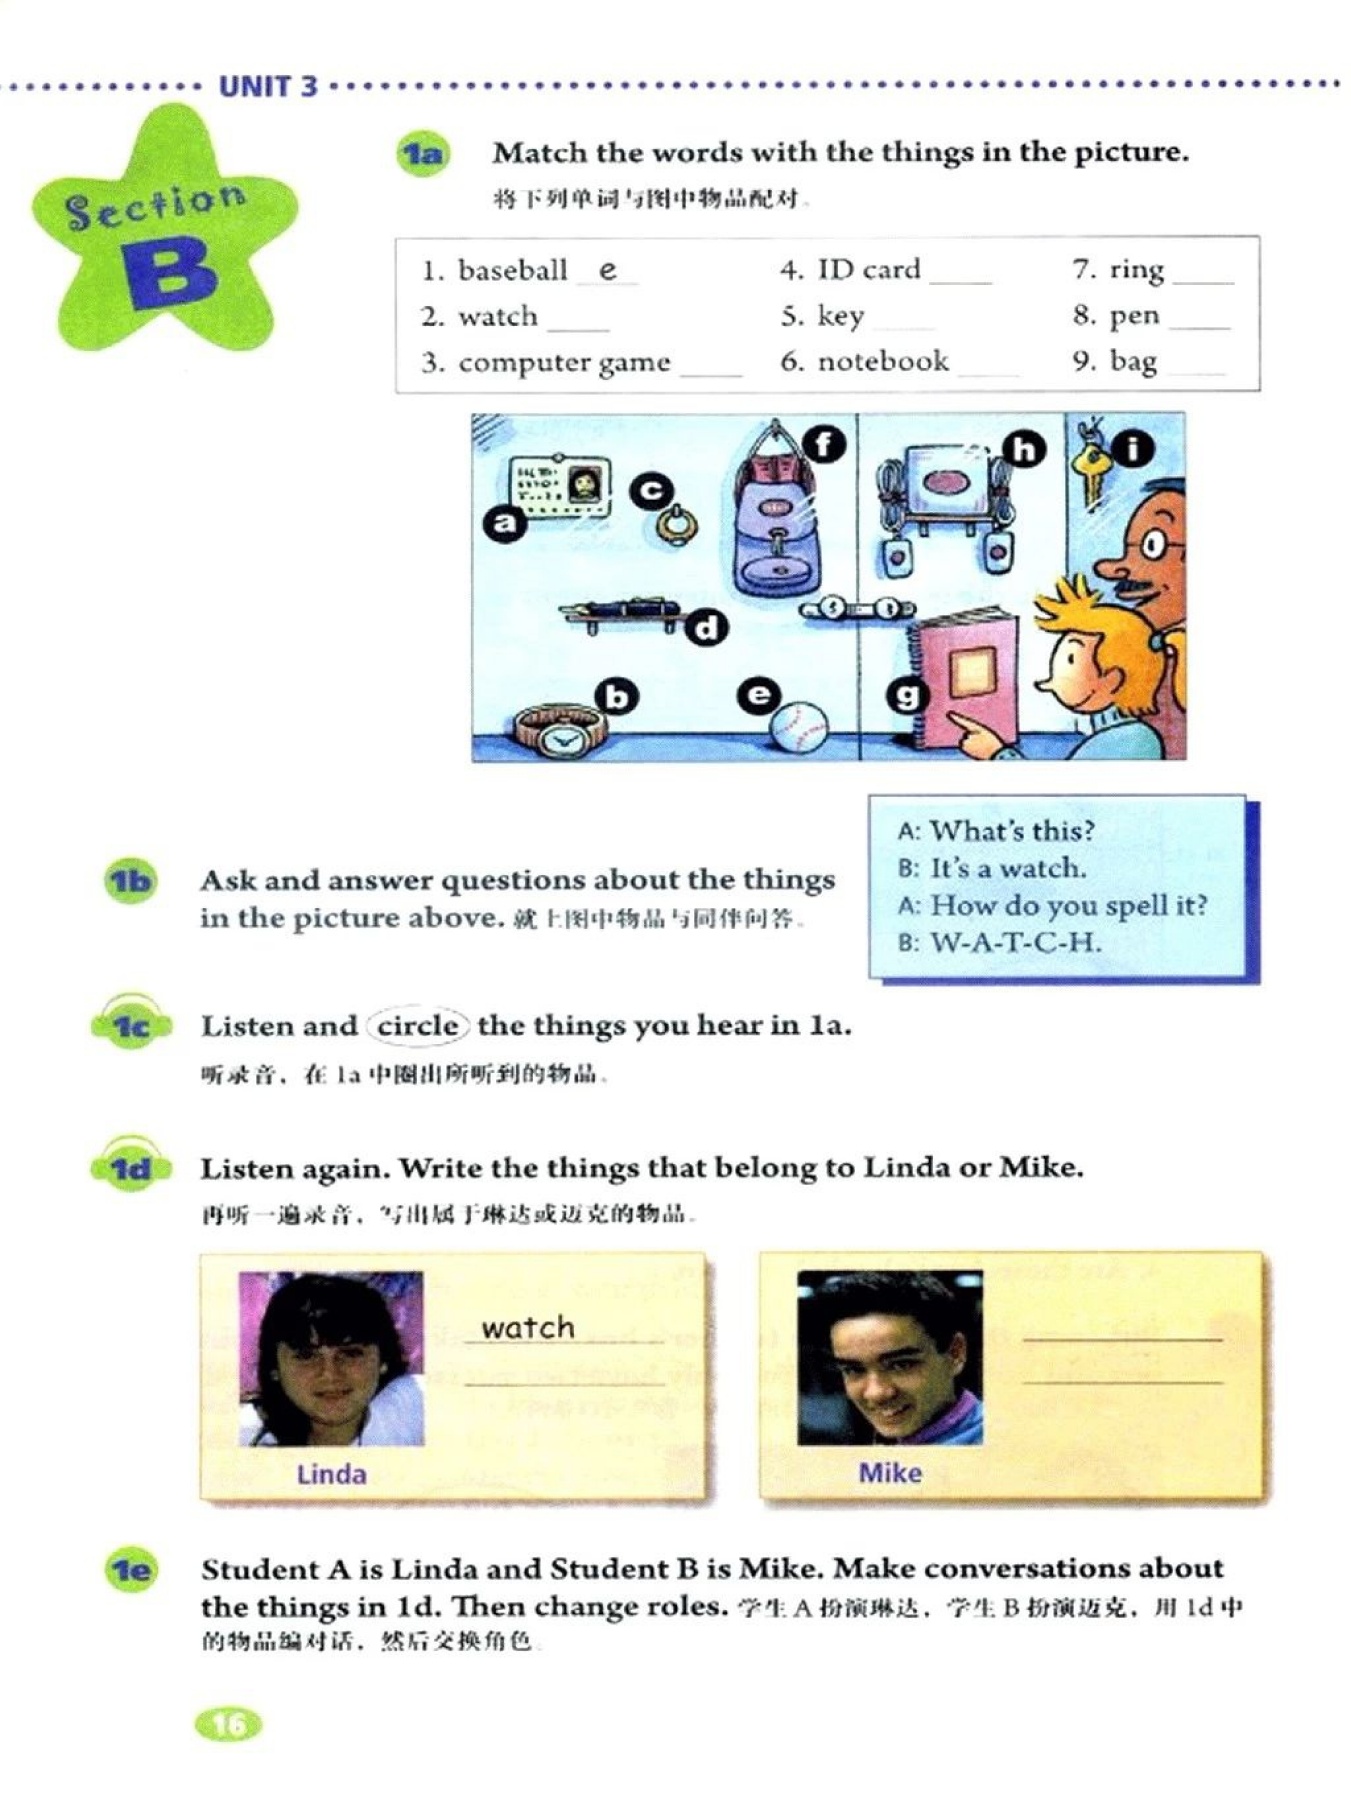 UNIT 3
Section
B
1a Match the words with the things in the picture.
将下列单词与图中物品配对。
1. baseball e 4. ID card ____ 7. ring ____
2. watch ____ 5. key ____ 8. pen ____
3. computer game ____ 6. notebook ____ 9. bag ____
f
h
i
c
a
d
b
e
g
A: What's this?
B: It's a watch.
A: How do you spell it?
B: W-A-T-C-H.
1b Ask and answer questions about the things
in the picture above. 就上图中物品与同伴问答。
1c Listen and circle the things you hear in 1a.
听录音，在 1a 中圈出所听到的物品。
1d Listen again. Write the things that belong to Linda or Mike.
再听一遍录音，写出属于琳达或迈克的物品。
watch
Linda
Mike
1e Student A is Linda and Student B is Mike. Make conversations about
the things in 1d. Then change roles. 学生 A 扮演琳达，学生 B 扮演迈克，用 1d 中
的物品编对话，然后交换角色。
16